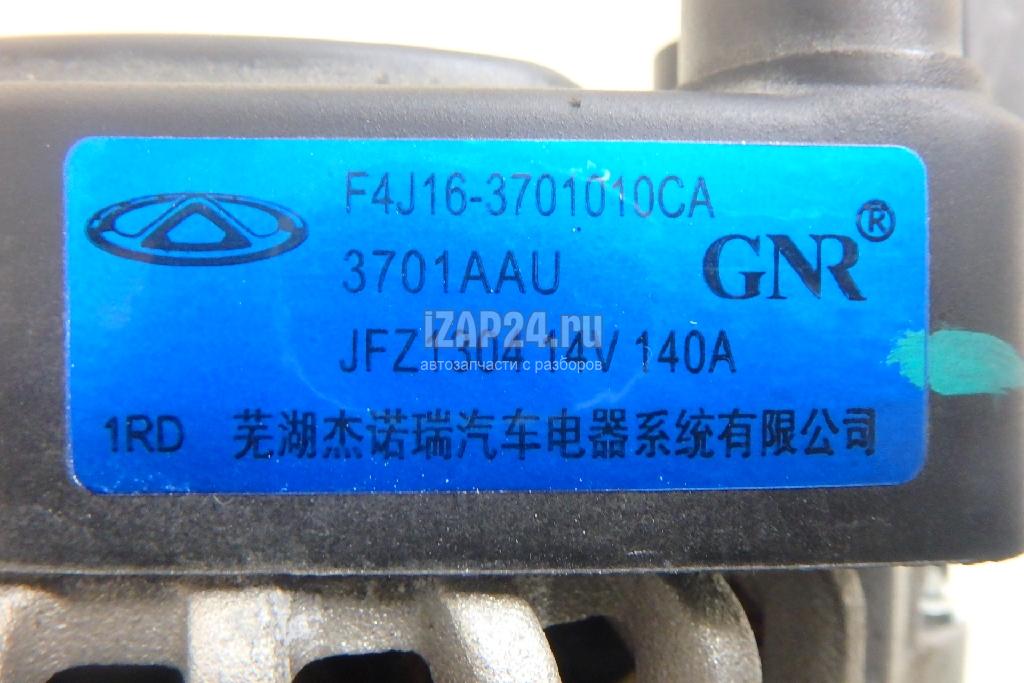 F4J16-3701010CA
3701AAU
GNR®
iZAP24.ru
JFZ1304 14V 140A
автозапчасти с разборов
1RD 芜湖杰诺瑞汽车电器系统有限公司